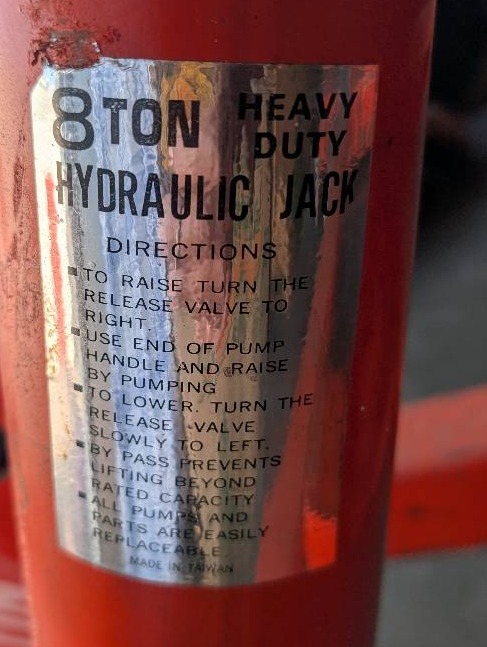 8 TON HEAVY DUTY
HYDRAULIC JACK
DIRECTIONS
▪ TO RAISE TURN THE
RELEASE VALVE TO
RIGHT.
▪ USE END OF PUMP
HANDLE AND RAISE
BY PUMPING
▪ TO LOWER. TURN THE
RELEASE VALVE
SLOWLY TO LEFT.
▪ BY PASS PREVENTS
LIFTING BEYOND
RATED CAPACITY
▪ ALL PUMPS AND
PARTS ARE EASILY
REPLACEABLE.
MADE IN TAIWAN